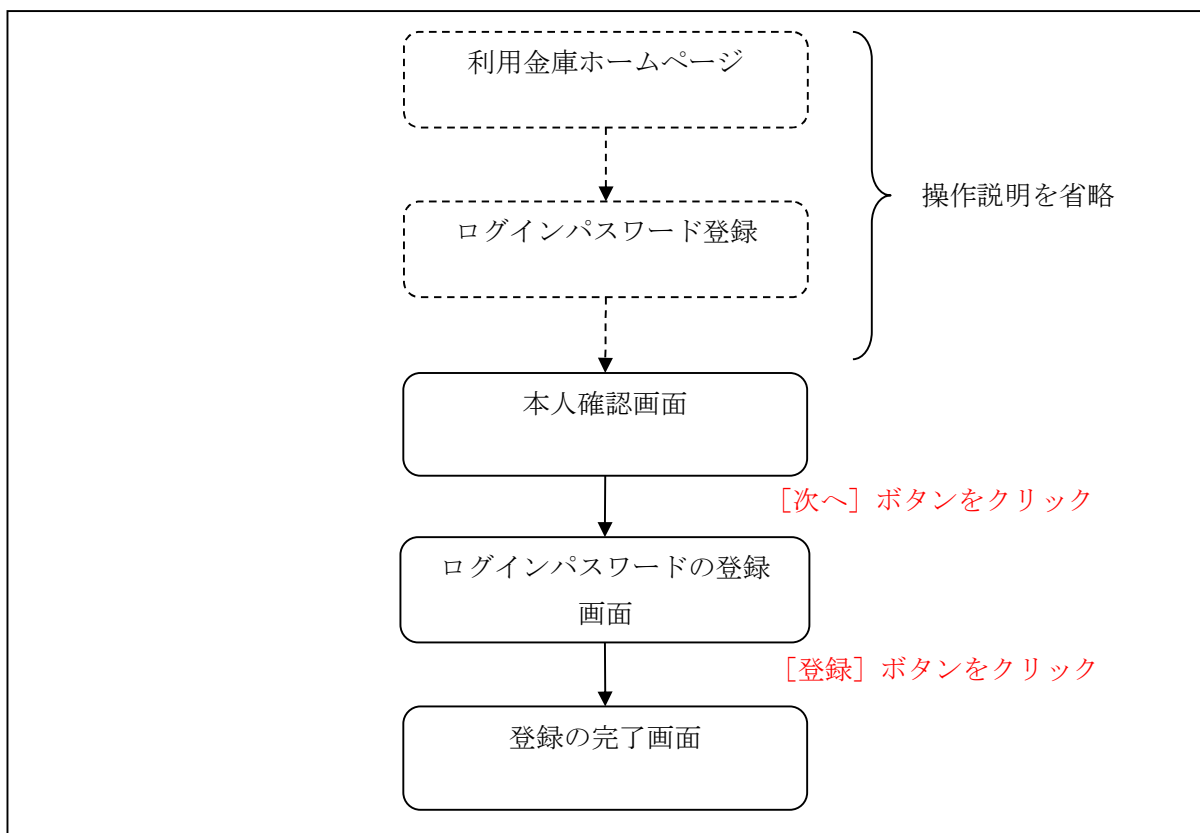 利用金庫ホームページ
操作説明を省略
ログインパスワード登録
本人確認画面
［次へ］ボタンをクリック
ログインパスワードの登録
画面
［登録］ボタンをクリック
登録の完了画面